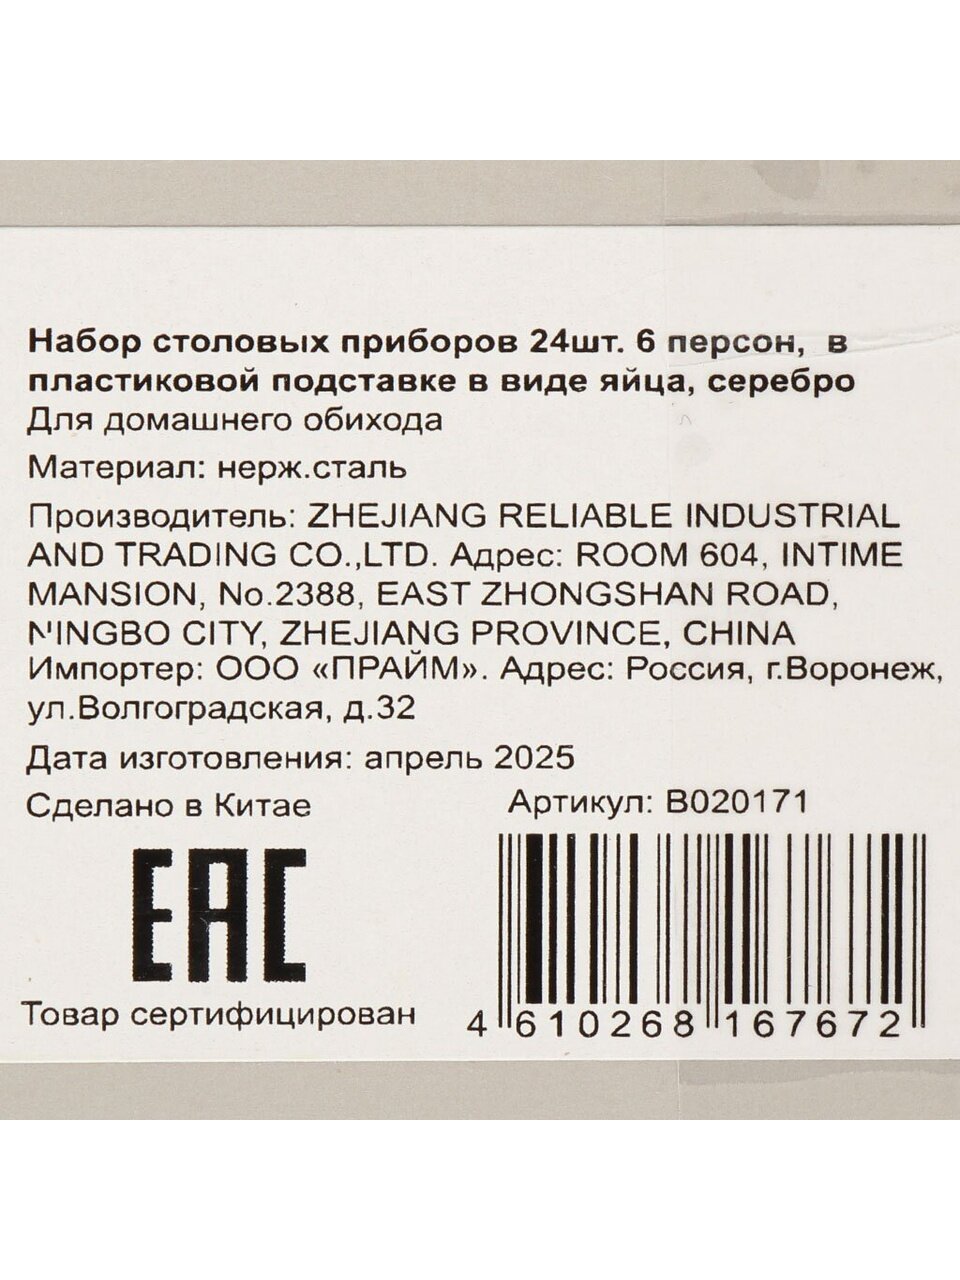 Набор столовых приборов 24шт. 6 персон, в
пластиковой подставке в виде яйца, серебро
Для домашнего обихода
Материал: нерж.сталь
Производитель: ZHEJIANG RELIABLE INDUSTRIAL
AND TRADING CO.,LTD. Адрес: ROOM 604, INTIME
MANSION, No.2388, EAST ZHONGSHAN ROAD,
NINGBO CITY, ZHEJIANG PROVINCE, CHINA
Импортер: ООО «ПРАЙМ». Адрес: Россия, г.Воронеж,
ул.Волгоградская, д.32
Дата изготовления: апрель 2025
Сделано в Китае
Артикул: B020171
EAC
Товар сертифицирован
4 610268 167672